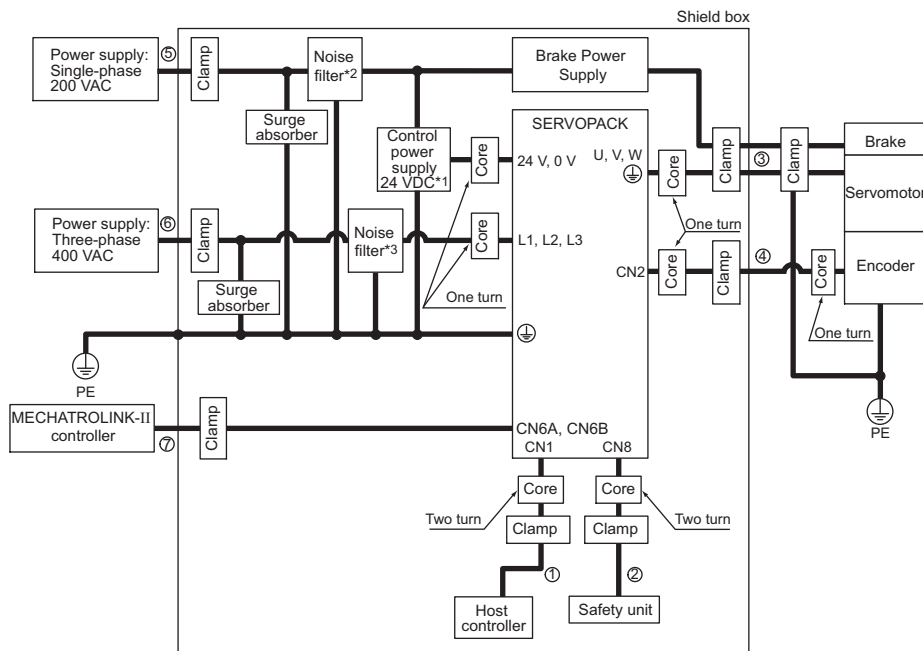 Shield box
Power supply:
Single-phase
200 VAC
⑤
Clamp
Noise
filter*2
Brake Power
Supply
Surge
absorber
Control
power
supply
24 VDC*1
Core
SERVOPACK
24 V, 0 V
U, V, W
Core
Clamp
③
Clamp
Brake
Servomotor
Encoder
Power supply:
Three-phase
400 VAC
⑥
Clamp
Noise
filter*3
Core
L1, L2, L3
One turn
CN2
Core
Clamp
④
Core
Surge
absorber
One turn
One turn
PE
PE
MECHATROLINK-II
controller
⑦
Clamp
CN6A, CN6B
CN1
CN8
Core
Core
Two turn
Two turn
Clamp
Clamp
①
②
Host
controller
Safety unit